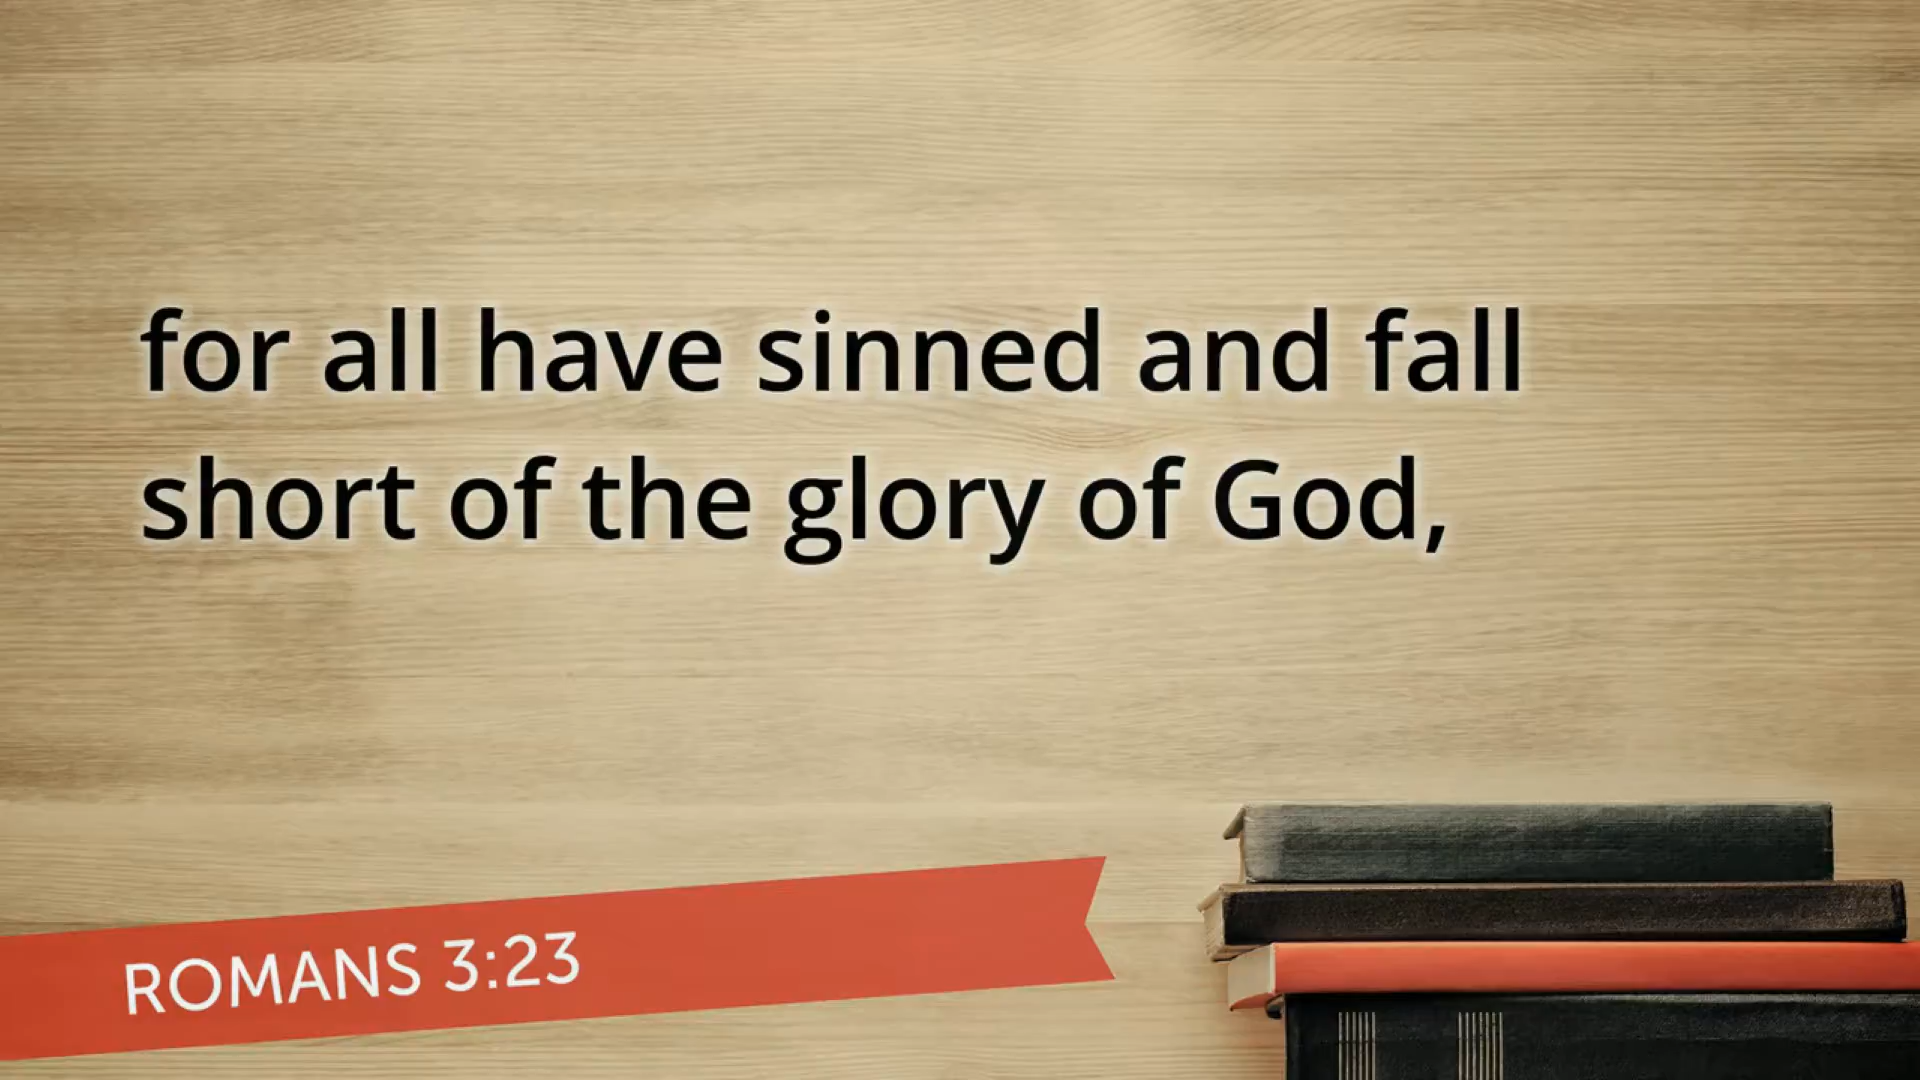 for all have sinned and fall
short of the glory of God,
ROMANS 3:23